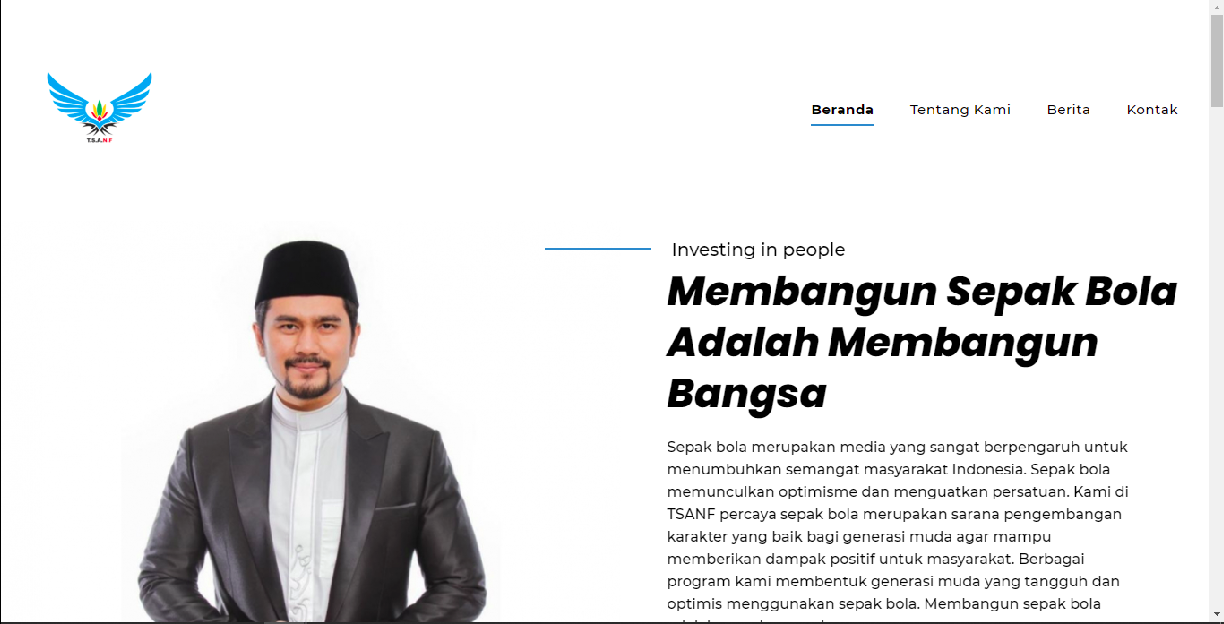 T.S.A.NF
Beranda
Tentang Kami
Berita
Kontak
Investing in people
Membangun Sepak Bola
Adalah Membangun
Bangsa
Sepak bola merupakan media yang sangat berpengaruh untuk
menumbuhkan semangat masyarakat Indonesia. Sepak bola
memunculkan optimisme dan menguatkan persatuan. Kami di
TSANF percaya sepak bola merupakan sarana pengembangan
karakter yang baik bagi generasi muda agar mampu
memberikan dampak positif untuk masyarakat. Berbagai
program kami membentuk generasi muda yang tangguh dan
optimis menggunakan sepak bola. Membangun sepak bola